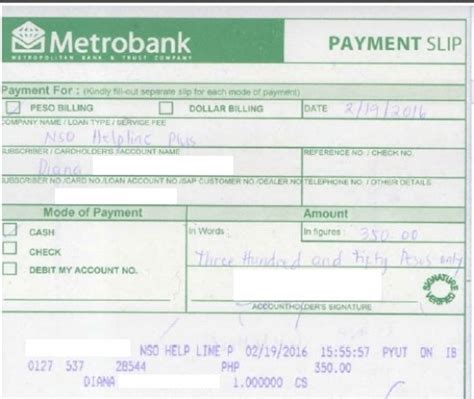 Metrobank
METROPOLITAN BANK & TRUST COMPANY
PAYMENT SLIP
Payment For : (Kindly fill-out separate slip for each mode of payment)
PESO BILLING
DOLLAR BILLING
DATE 2/19/2016
COMPANY NAME / LOAN TYPE / SERVICE FEE
NSO Helpline Plus
SUBSCRIBER / CARDHOLDER'S ACCOUNT NAME
REFERENCE NO. / CHECK NO.
Diana
SUBSCRIBER NO./CARD NO./LOAN ACCOUNT NO./SAP CUSTOMER NO./DEALER NO
TELEPHONE NO. / OTHER DETAILS
Mode of Payment
Amount
CASH
CHECK
DEBIT MY ACCOUNT NO.
In Words :
In figures : 350.00
Three Hundred and Fifty Pesos only
SIGNATURE VERIFIED
ACCOUNTHOLDER'S SIGNATURE
NSO HELP LINE P 02/19/2016 15:55:57 PYUT ON IB
0127 537 28544 PHP 350.00
DIANA 1.000000 CS